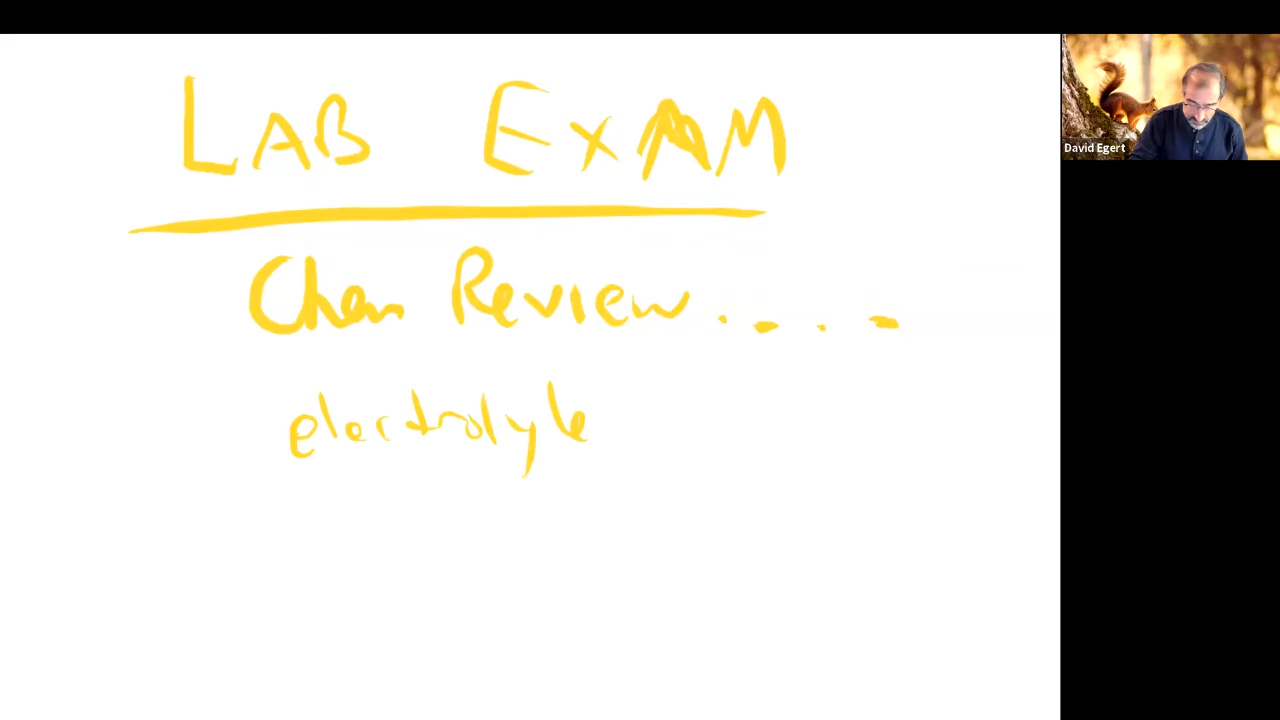 LAB EXAM
Chem Review . . . .
electrolyte
David Egert